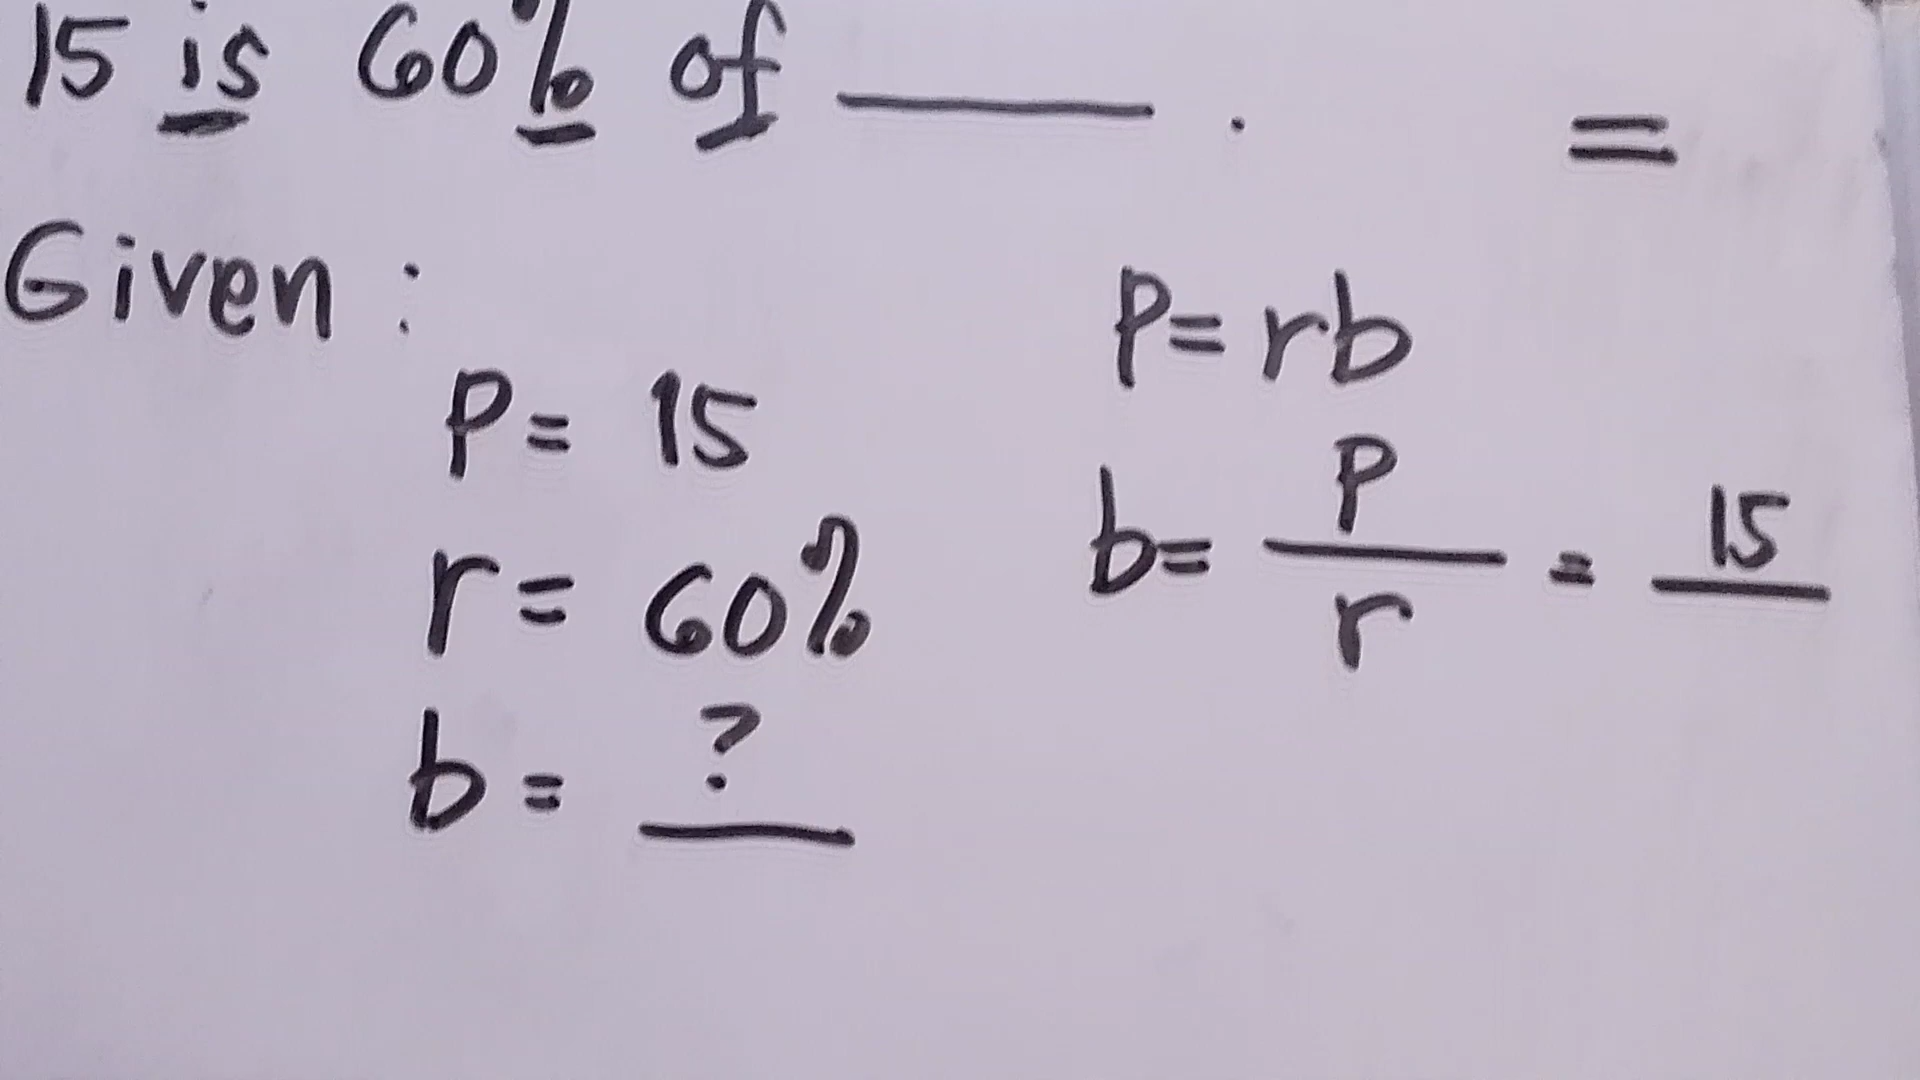 15 is 60% of ____. =
Given:
P = rb
P = 15
b = P/r = 15/
r = 60%
b = ?